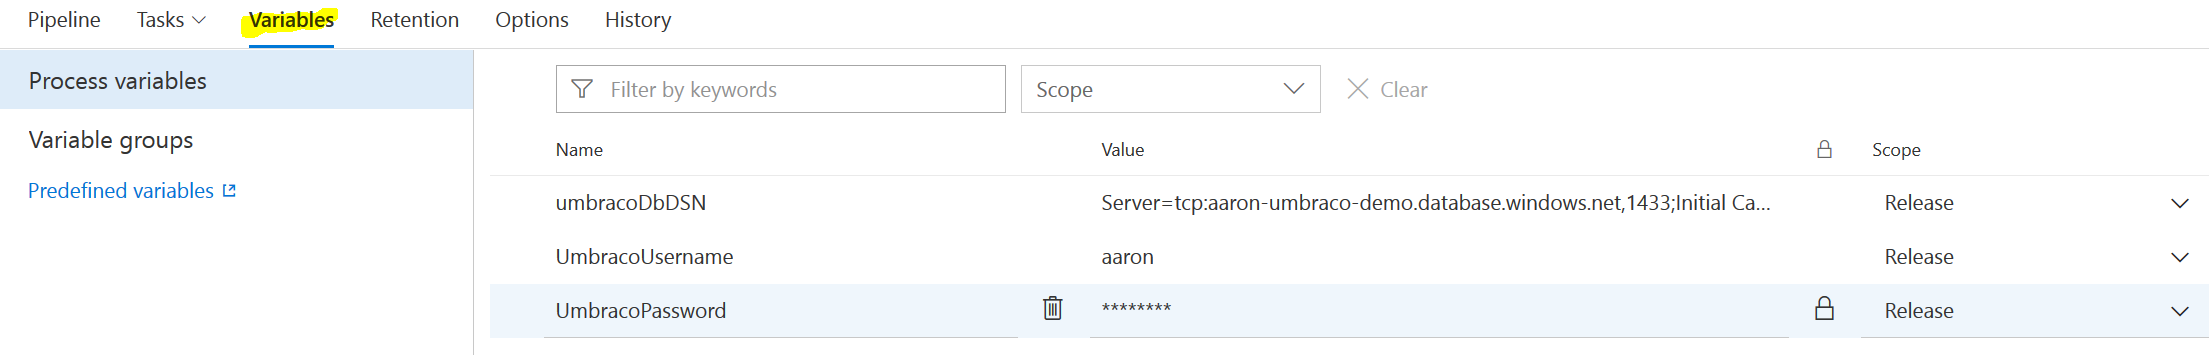 Pipeline Tasks Variables Retention Options History
Process variables
Variable groups
Predefined variables
Filter by keywords Scope Clear
Name Value Scope
umbracoDbDSN Server=tcp:aaron-umbraco-demo.database.windows.net,1433;Initial Ca... Release
UmbracoUsername aaron Release
UmbracoPassword ******** Release